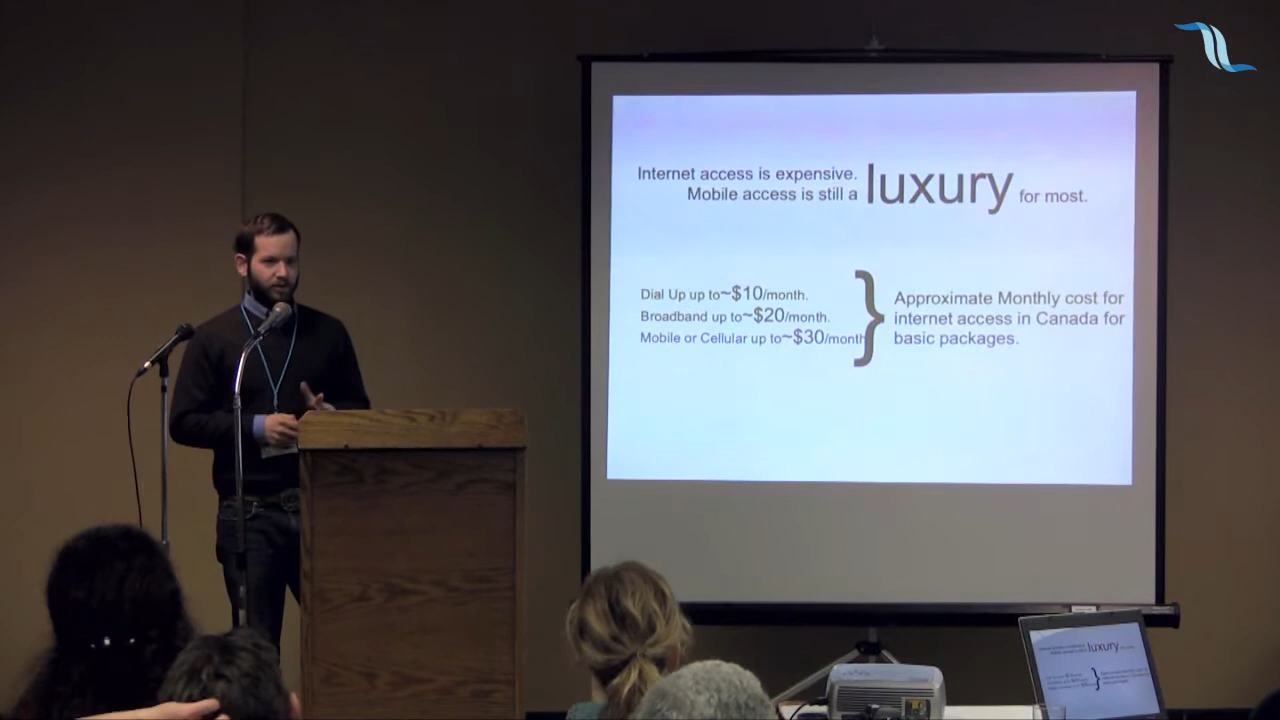 Internet access is expensive.
Mobile access is still a luxury for most.
Dial Up up to~$10/month.
Broadband up to~$20/month.
Mobile or Cellular up to~$30/month
Approximate Monthly cost for
internet access in Canada for
basic packages.
luxury